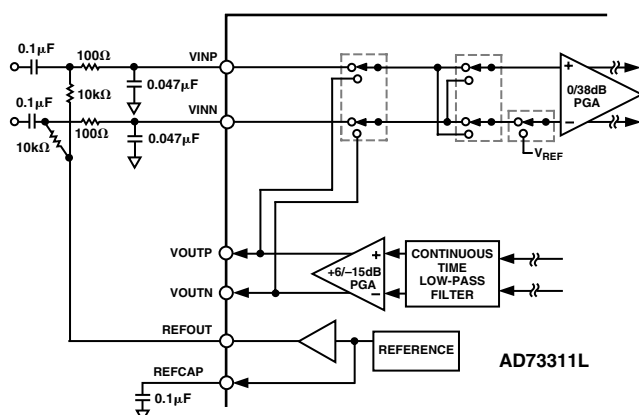 0.1μF
100Ω
VINP
0.047μF
10kΩ
0/38dB
PGA
+
−
0.1μF
VINN
100Ω
0.047μF
10kΩ
VREF
VOUTP
+6/−15dB
PGA
+
−
CONTINUOUS
TIME
LOW-PASS
FILTER
VOUTN
REFOUT
REFERENCE
AD73311L
REFCAP
0.1μF